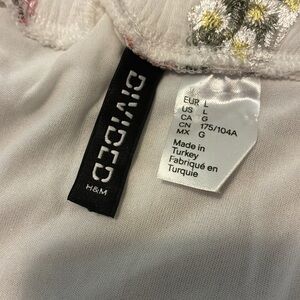 DIVIDED
H&M
EUR L
US L
CA G
CN 175/104A
MX G
Made in
Turkey
Fabriqué en
Turquie